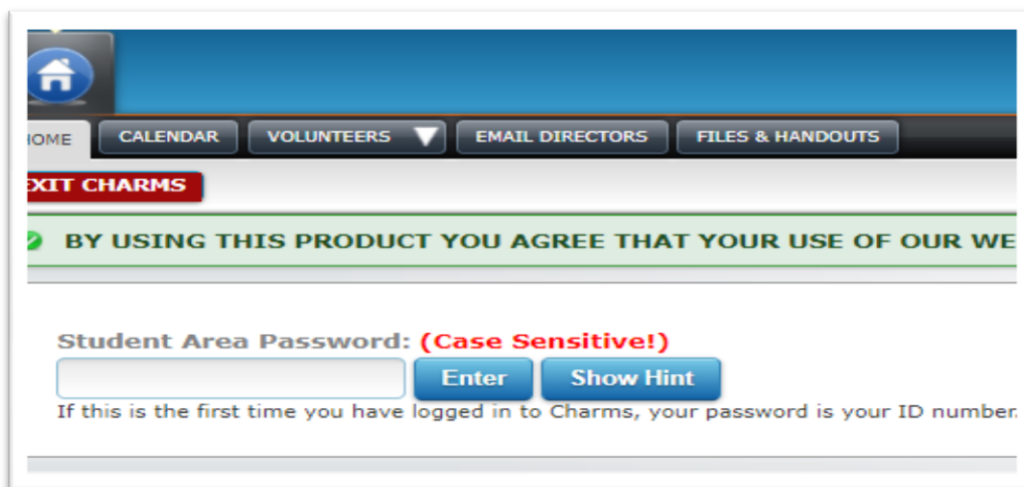 HOME CALENDAR VOLUNTEERS EMAIL DIRECTORS FILES & HANDOUTS
EXIT CHARMS
BY USING THIS PRODUCT YOU AGREE THAT YOUR USE OF OUR WE
Student Area Password: (Case Sensitive!)
Enter Show Hint
If this is the first time you have logged in to Charms, your password is your ID number.